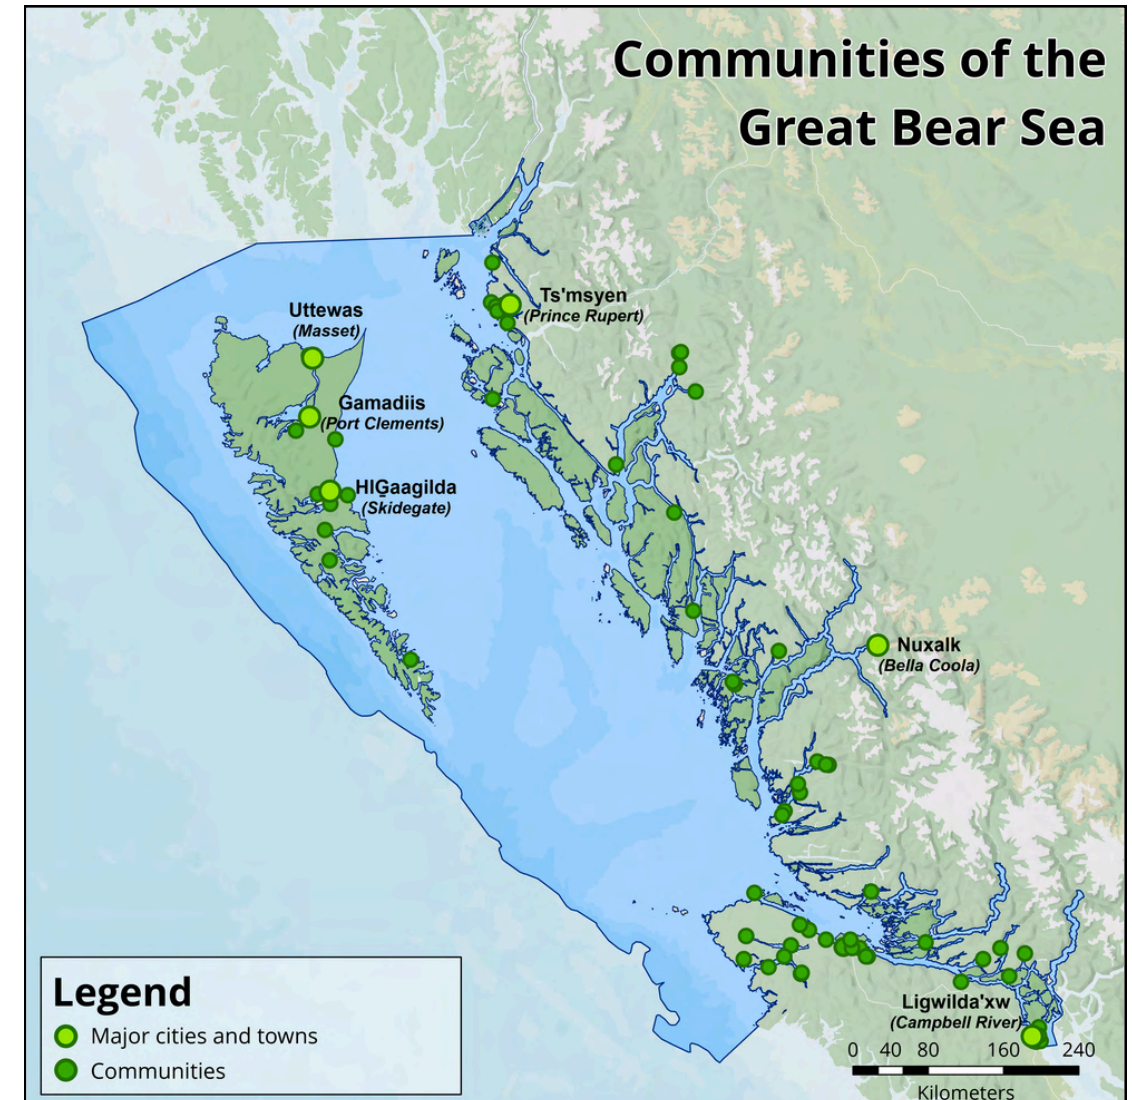 Communities of the
Great Bear Sea
Ts'msyen
(Prince Rupert)
Uttewas
(Masset)
Gamadiis
(Port Clements)
HlG̱aagilda
(Skidegate)
Nuxalk
(Bella Coola)
Ligwilda'xw
(Campbell River)
Legend
Major cities and towns
Communities
0 40 80 160 240
Kilometers